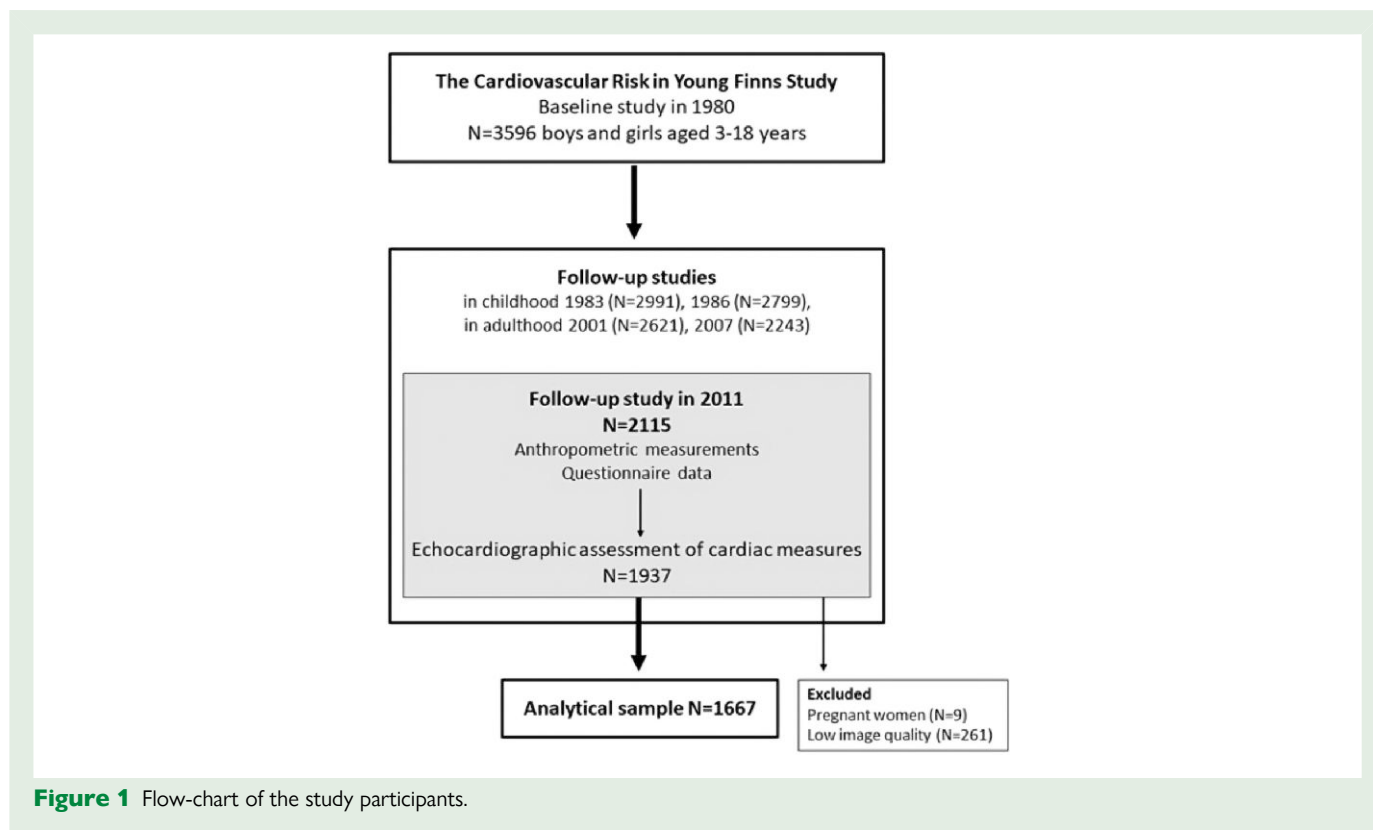 The Cardiovascular Risk in Young Finns Study
Baseline study in 1980
N=3596 boys and girls aged 3-18 years
Follow-up studies
in childhood 1983 (N=2991), 1986 (N=2799),
in adulthood 2001 (N=2621), 2007 (N=2243)
Follow-up study in 2011
N=2115
Anthropometric measurements
Questionnaire data
Echocardiographic assessment of cardiac measures
N=1937
Analytical sample N=1667
Excluded
Pregnant women (N=9)
Low image quality (N=261)
Figure 1 Flow-chart of the study participants.